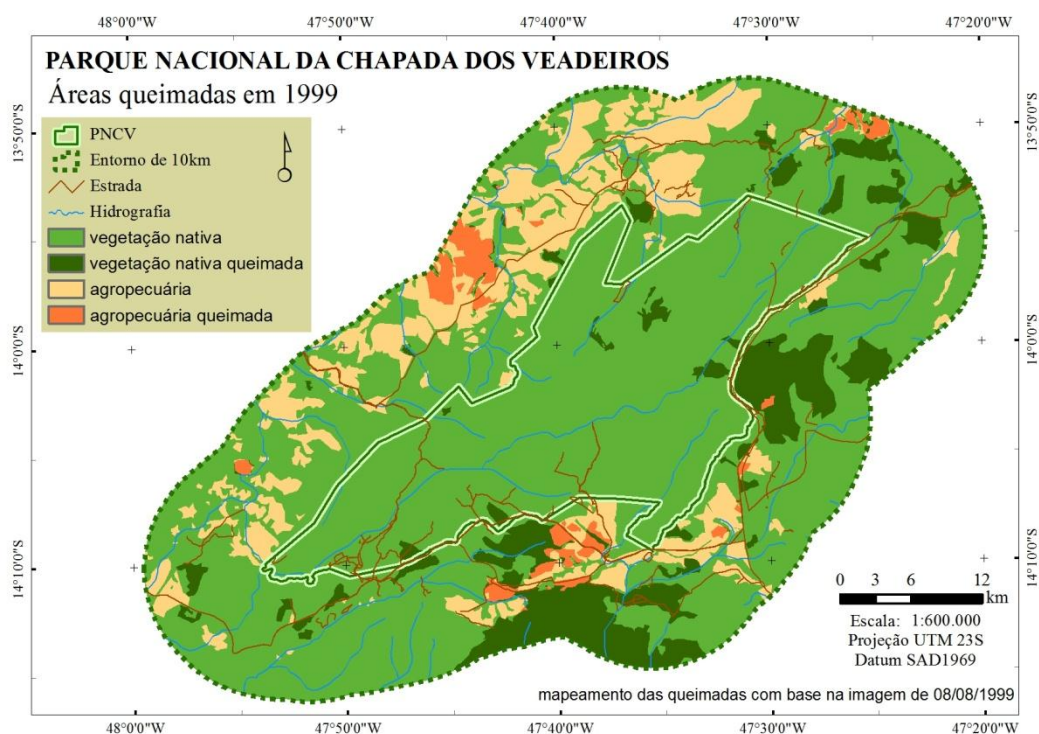 48°0'0"W 47°50'0"W 47°40'0"W 47°30'0"W 47°20'0"W
PARQUE NACIONAL DA CHAPADA DOS VEADEIROS
Áreas queimadas em 1999
PNCV
Entorno de 10km
Estrada
Hidrografia
vegetação nativa
vegetação nativa queimada
agropecuária
agropecuária queimada
13°50'0"S
14°0'0"S
14°10'0"S
13°50'0"S
14°0'0"S
14°10'0"S
0 3 6 12
km
Escala: 1:600.000
Projeção UTM 23S
Datum SAD1969
mapeamento das queimadas com base na imagem de 08/08/1999
48°0'0"W 47°50'0"W 47°40'0"W 47°30'0"W 47°20'0"W